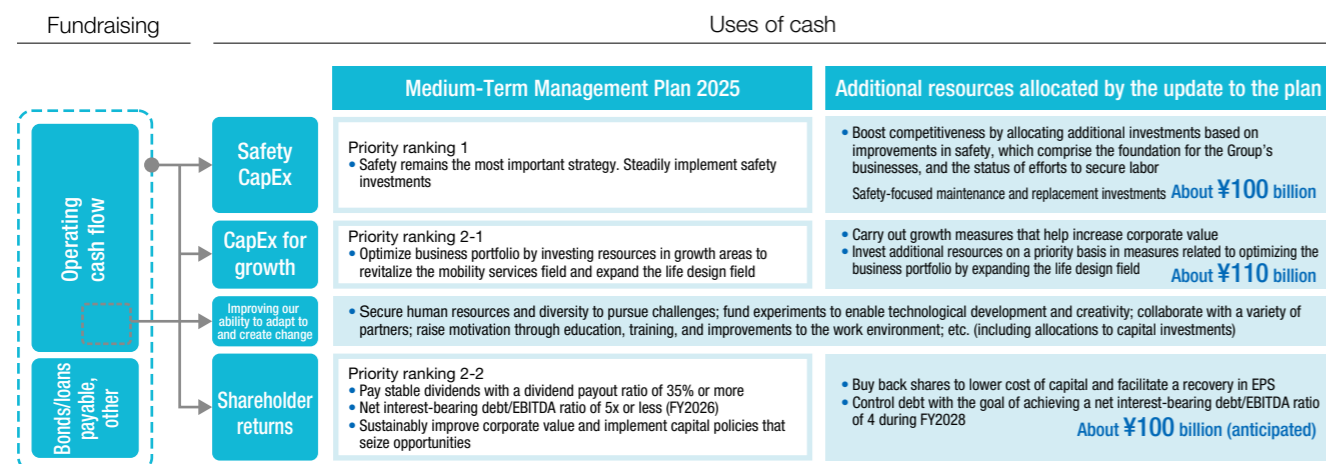 Fundraising
Uses of cash
Medium-Term Management Plan 2025
Additional resources allocated by the update to the plan
Operating
cash flow
Bonds/loans
payable,
other
Safety
CapEx
Priority ranking 1
• Safety remains the most important strategy. Steadily implement safety
investments
• Boost competitiveness by allocating additional investments based on
improvements in safety, which comprise the foundation for the Group's
businesses, and the status of efforts to secure labor
Safety-focused maintenance and replacement investments About ¥100 billion
CapEx for
growth
Priority ranking 2-1
• Optimize business portfolio by investing resources in growth areas to
revitalize the mobility services field and expand the life design field
• Carry out growth measures that help increase corporate value
• Invest additional resources on a priority basis in measures related to optimizing the
business portfolio by expanding the life design field About ¥110 billion
Improving our
ability to adapt to
and create change
• Secure human resources and diversity to pursue challenges; fund experiments to enable technological development and creativity; collaborate with a variety of
partners; raise motivation through education, training, and improvements to the work environment; etc. (including allocations to capital investments)
Shareholder
returns
Priority ranking 2-2
• Pay stable dividends with a dividend payout ratio of 35% or more
• Net interest-bearing debt/EBITDA ratio of 5x or less (FY2026)
• Sustainably improve corporate value and implement capital policies that
seize opportunities
• Buy back shares to lower cost of capital and facilitate a recovery in EPS
• Control debt with the goal of achieving a net interest-bearing debt/EBITDA ratio
of 4 during FY2028
About ¥100 billion (anticipated)